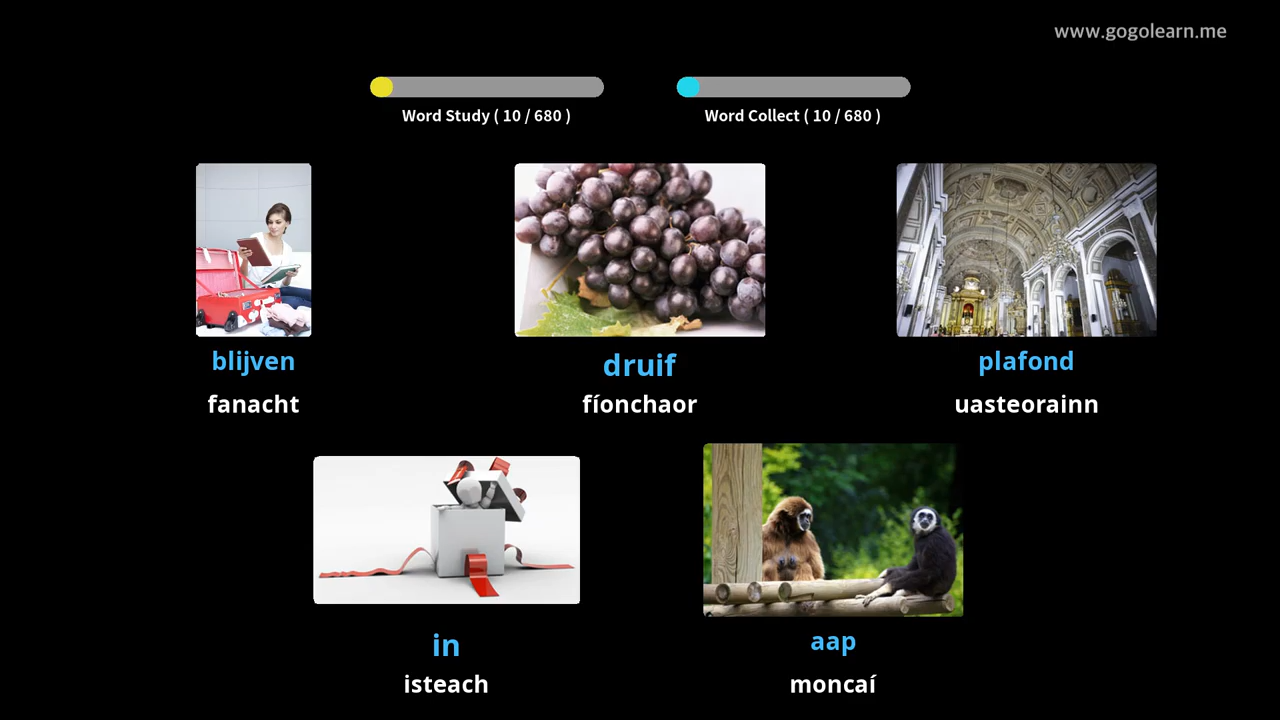 www.gogolearn.me
Word Study ( 10 / 680 )
Word Collect ( 10 / 680 )
blijven
fanacht
druif
fíonchaor
plafond
uasteorainn
in
isteach
aap
moncaí